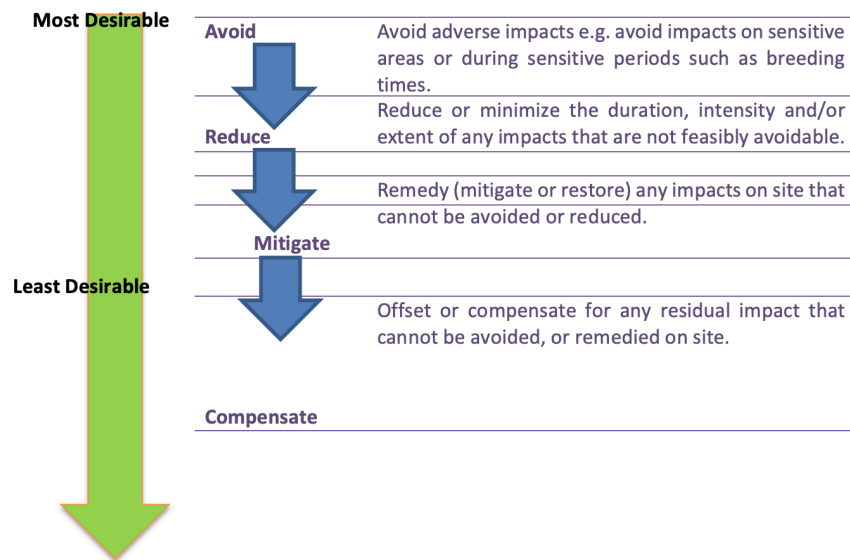 Most Desirable
Avoid
Avoid adverse impacts e.g. avoid impacts on sensitive
areas or during sensitive periods such as breeding
times.
Reduce or minimize the duration, intensity and/or
Reduce
extent of any impacts that are not feasibly avoidable.
Remedy (mitigate or restore) any impacts on site that
cannot be avoided or reduced.
Mitigate
Least Desirable
Offset or compensate for any residual impact that
cannot be avoided, or remedied on site.
Compensate